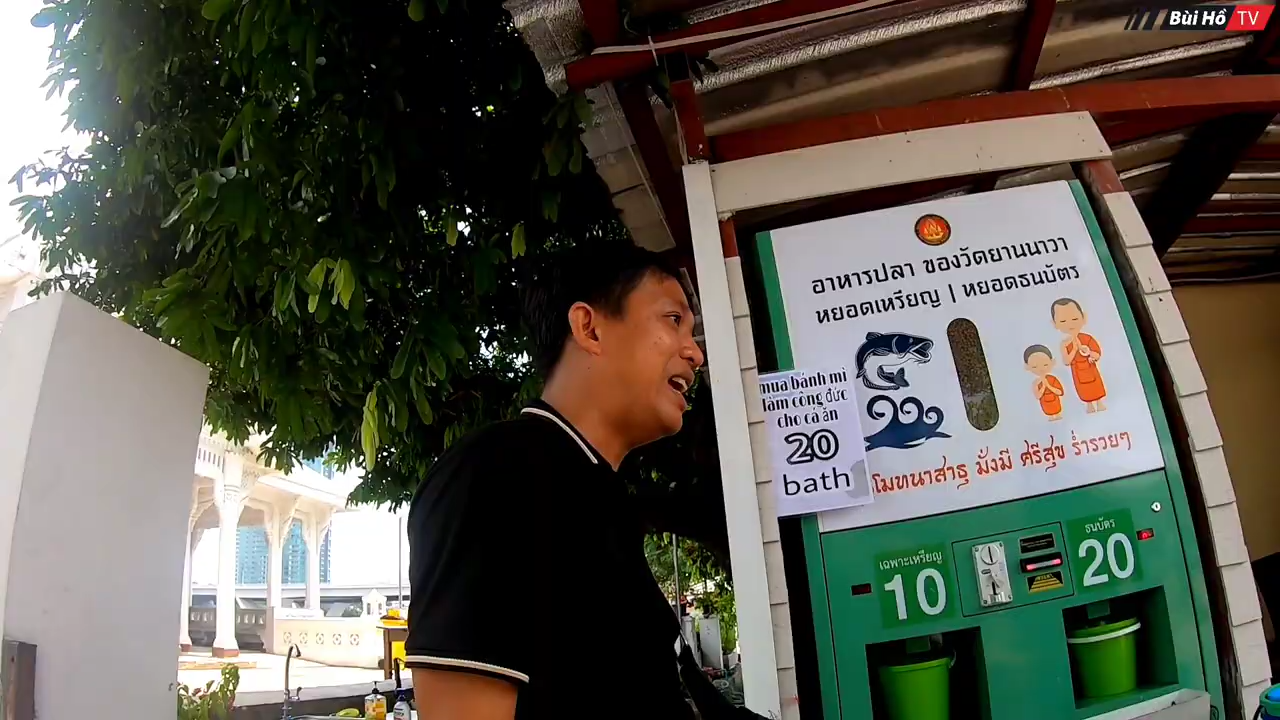 Bùi Hồ TV
อาหารปลา ของวัดยานนาวา
หยอดเหรียญ | หยอดธนบัตร
mua bánh mì
làm công đức
cho cá ăn
20
bath
โมทนาสาธุ มั่งมี ศรีสุข ร่ำรวยๆ
เฉพาะเหรียญ
10
ธนบัตร
20